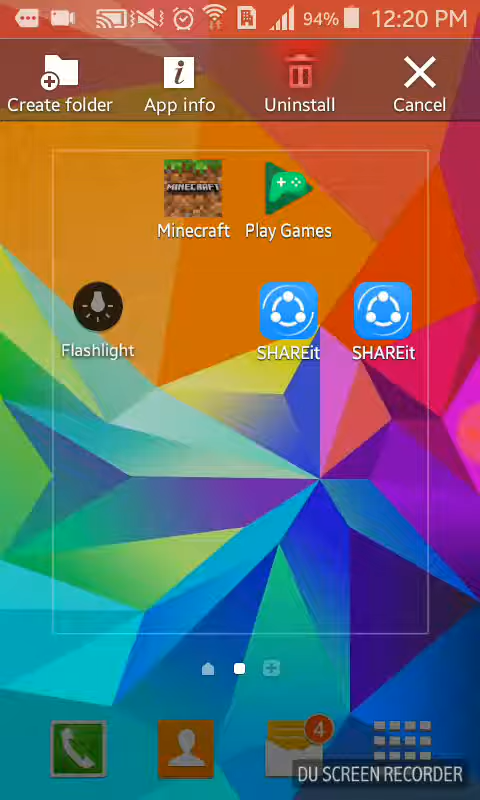 94% 12:20 PM
Create folder App info Uninstall Cancel
MINECRAFT
Minecraft Play Games
Flashlight SHAREit SHAREit
4
DU SCREEN RECORDER